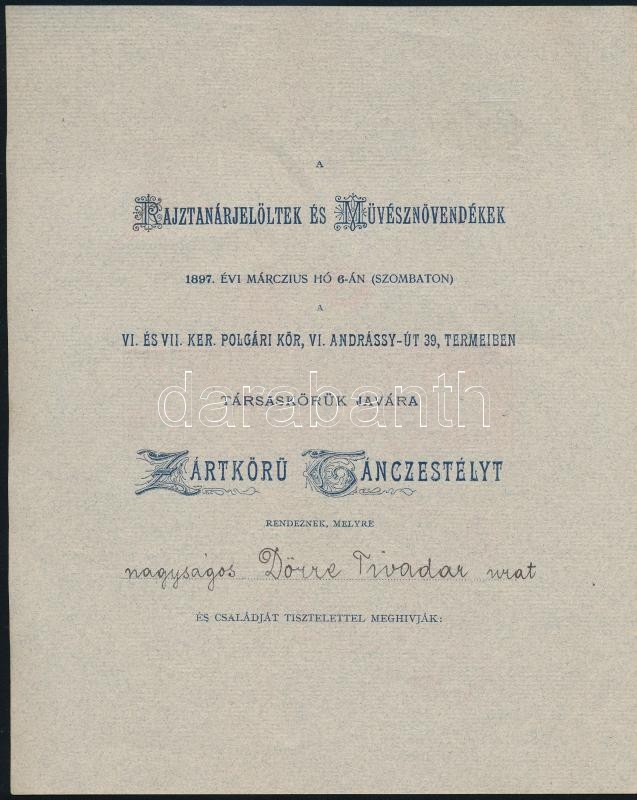 A
RAJZTANÁRJELÖLTEK ÉS MÜVÉSZNÖVENDÉKEK
1897. ÉVI MÁRCZIUS HÓ 6-ÁN (SZOMBATON)
A
VI. ÉS VII. KER. POLGÁRI KÖR, VI. ANDRÁSSY-ÚT 39, TERMEIBEN
darabanth
TÁRSASKÖRÜK JAVÁRA
ZÁRTKÖRÜ TÁNCZESTÉLYT
RENDEZNEK, MELYRE
nagyságos Dörre Tivadar urat
ÉS CSALÁDJÁT TISZTELETTEL MEGHIVJÁK: